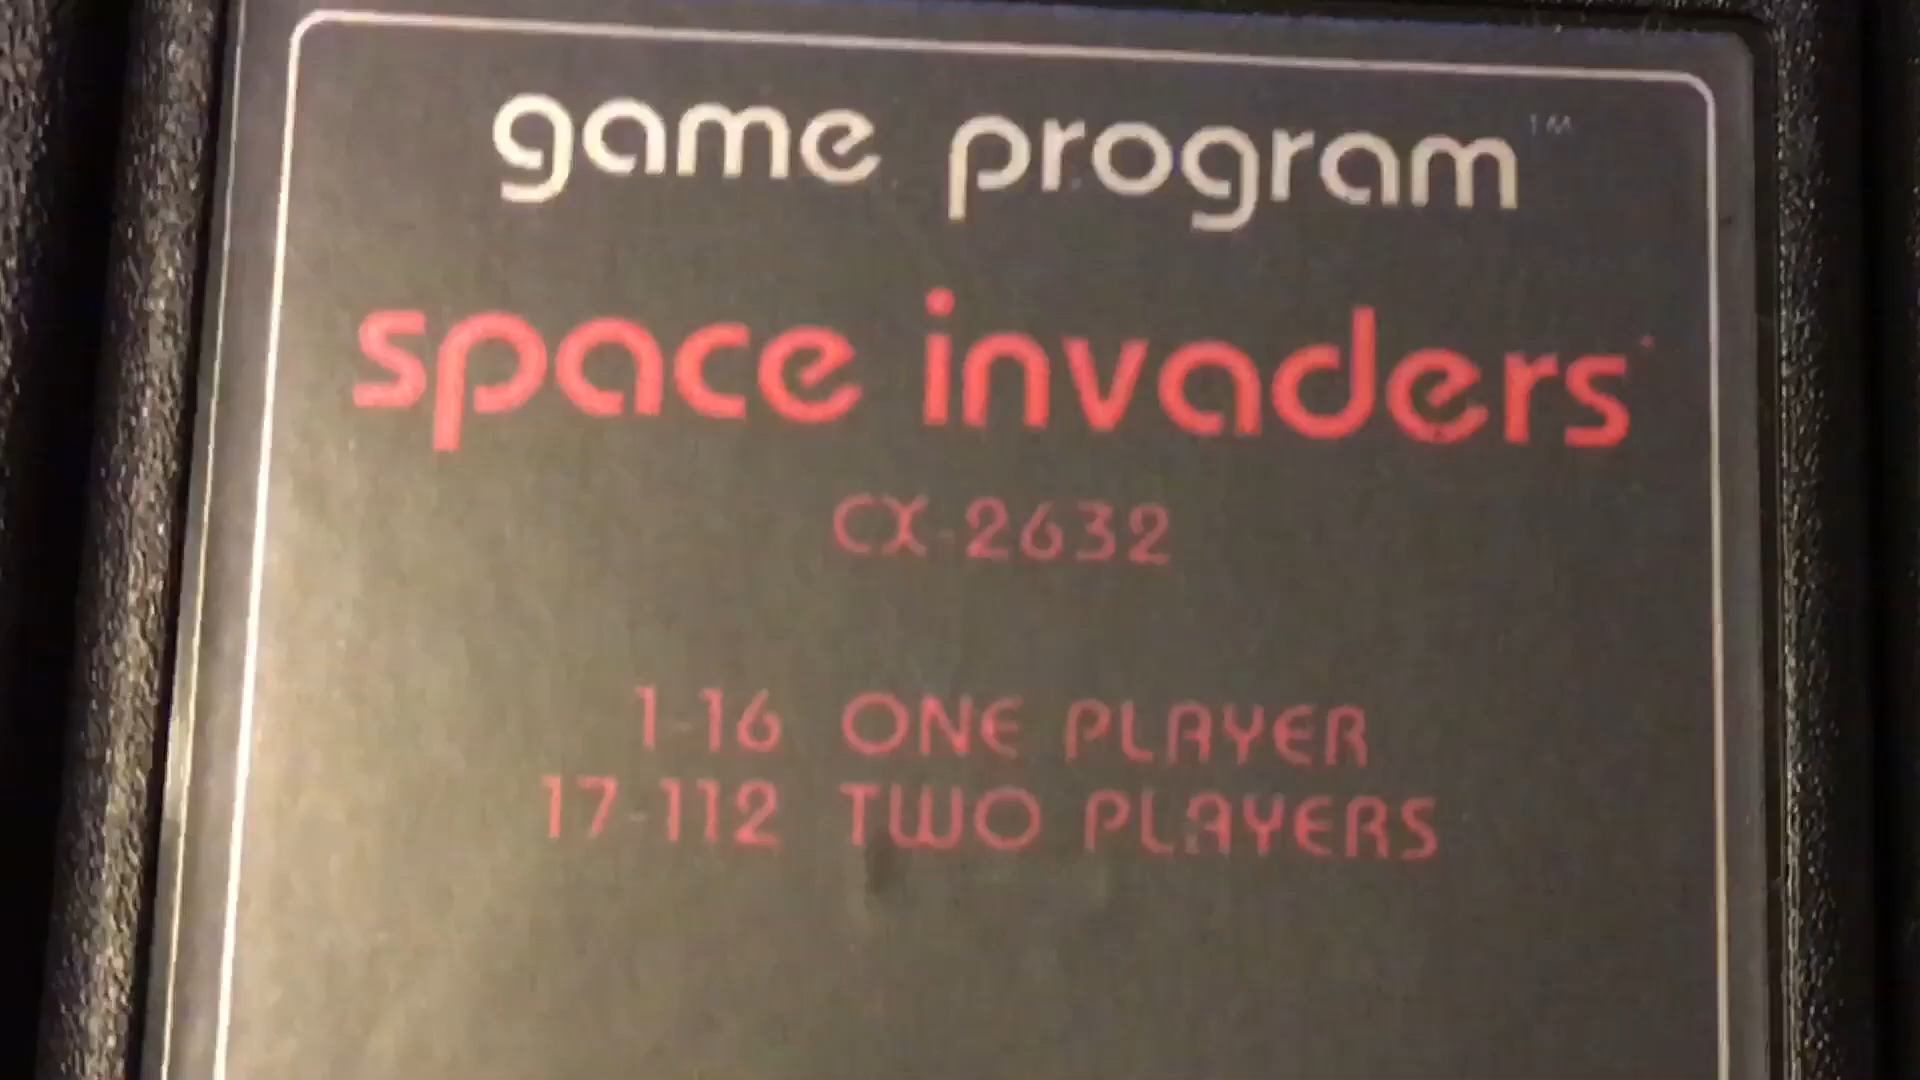 game program™
space invaders
CX-2632
1-16 ONE PLAYER
17-112 TWO PLAYERS